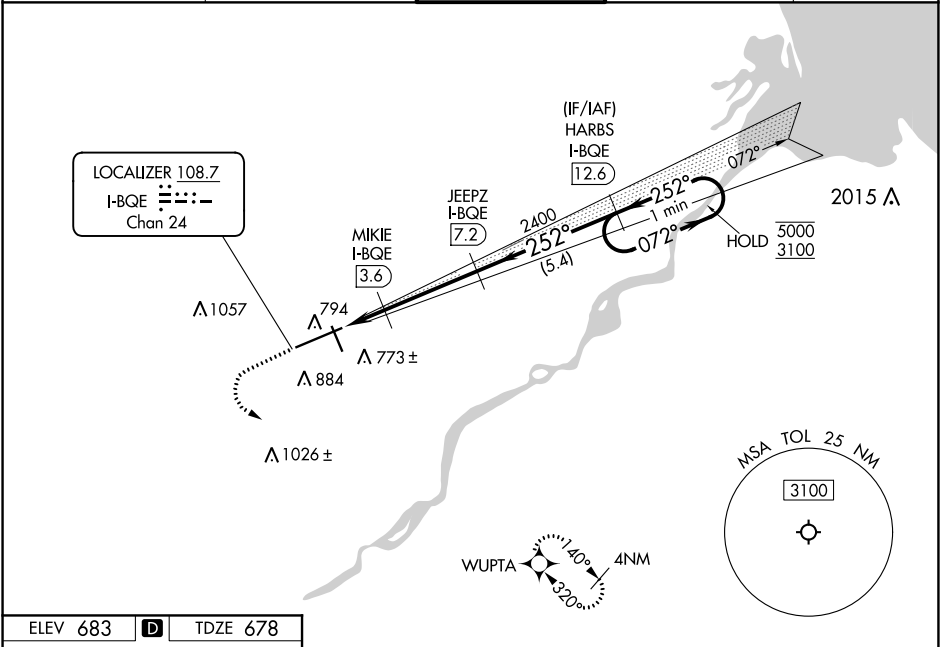 LOCALIZER 108.7
I-BQE
Chan 24
(IF/IAF)
HARBS
I-BQE
12.6
JEEPZ
I-BQE
7.2
MIKIE
I-BQE
3.6
2400
252°
(5.4)
072°
252°
1 min
072°
HOLD 5000
3100
2015
1057
794
773 ±
884
1026 ±
MSA TOL 25 NM
3100
WUPTA
140°
320°
4NM
ELEV 683 D TDZE 678